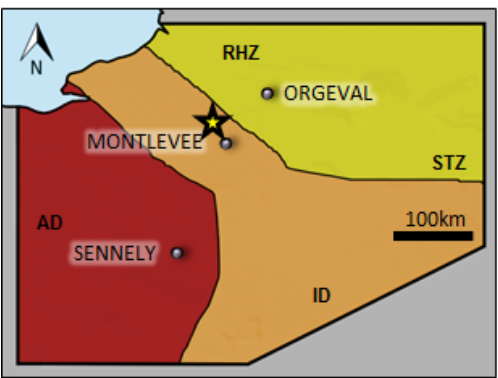 N
RHZ
ORGEVAL
MONTLEVEE
STZ
AD
100km
SENNELY
ID